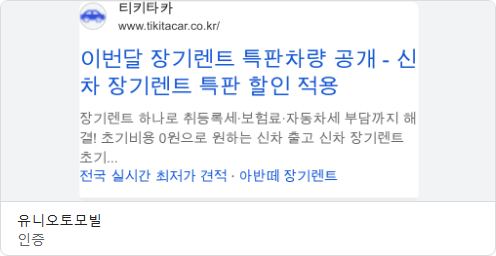 티키타카
www.tikitacar.co.kr/
이번달 장기렌트 특판차량 공개 - 신
차 장기렌트 특판 할인 적용
장기렌트 하나로 취등록세·보험료·자동차세 부담까지 해
결! 초기비용 0원으로 원하는 신차 출고 신차 장기렌트
초기...
전국 실시간 최저가 견적 · 아반떼 장기렌트
유니오토모빌
인증